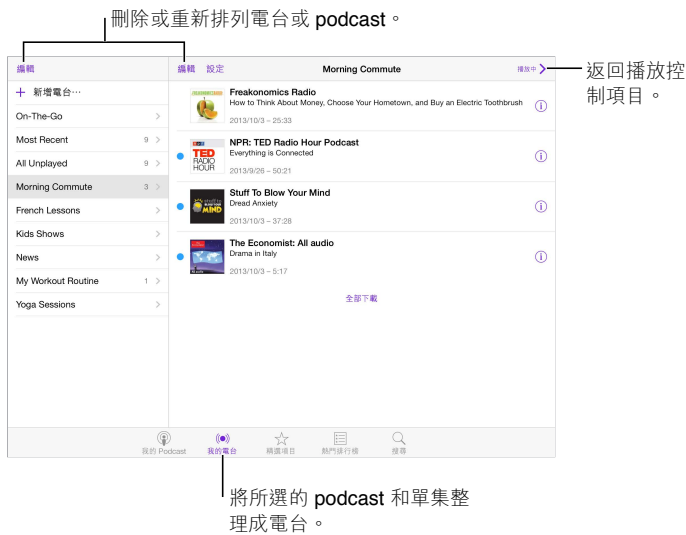 刪除或重新排列電台或 podcast。
編輯
編輯 設定 Morning Commute 播放中
返回播放控
制項目。
新增電台⋯
On-The-Go
Most Recent 9
All Unplayed 9
Morning Commute 3
French Lessons
Kids Shows
News
My Workout Routine 1
Yoga Sessions
Freakonomics Radio
How to Think About Money, Choose Your Hometown, and Buy an Electric Toothbrush
2013/10/3 – 25:33
TED
RADIO
HOUR
NPR: TED Radio Hour Podcast
Everything is Connected
2013/9/26 – 50:21
MIND
Stuff To Blow Your Mind
Dread Anxiety
2013/10/3 – 37:28
The Economist: All audio
Drama in Italy
2013/10/3 – 5:17
全部下載
我的 Podcast 我的電台 精選項目 熱門排行榜 搜尋
將所選的 podcast 和單集整
理成電台。